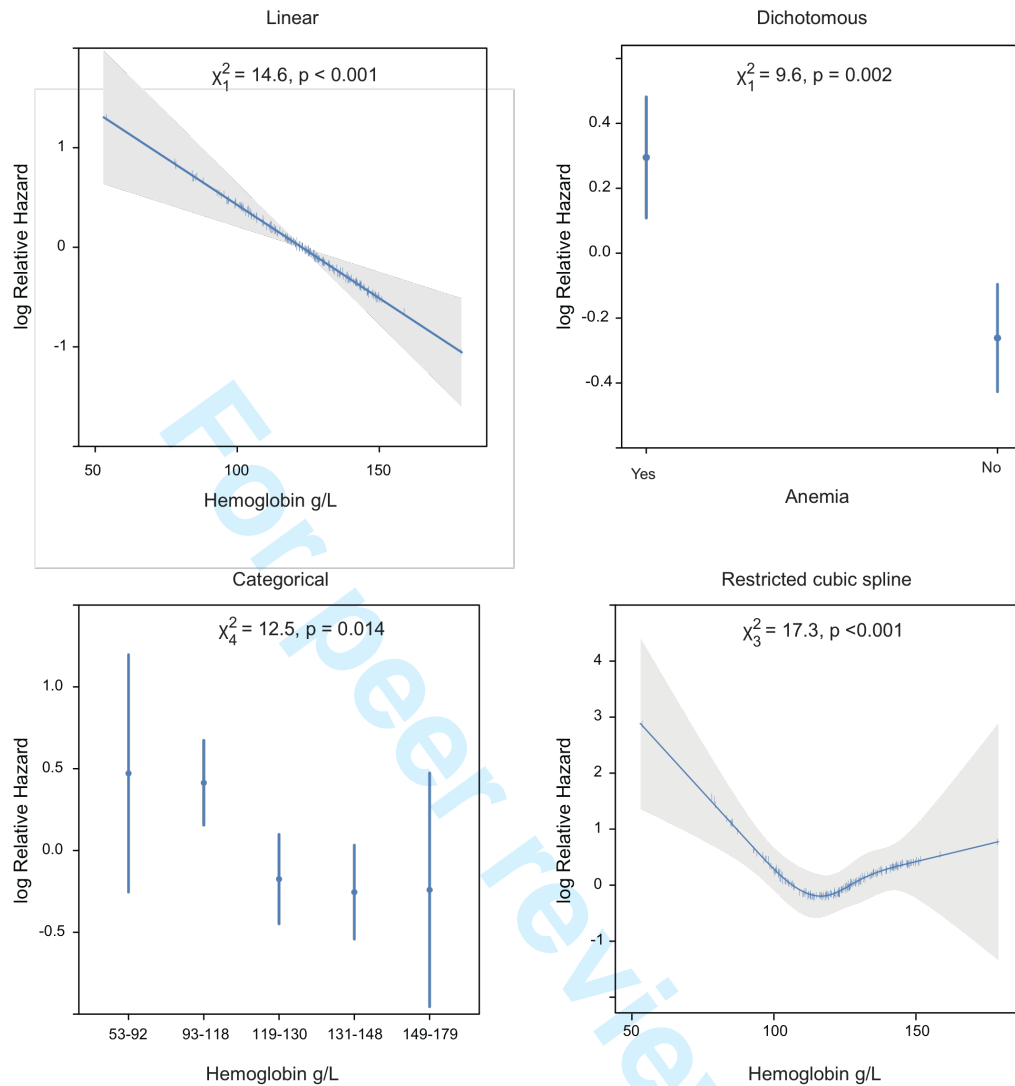 Linear
χ²₁ = 14.6, p < 0.001
log Relative Hazard
1
0
-1
50 100 150
Hemoglobin g/L
Dichotomous
χ²₁ = 9.6, p = 0.002
log Relative Hazard
0.4
0.2
0.0
-0.2
-0.4
Yes No
Anemia
Categorical
χ²₄ = 12.5, p = 0.014
log Relative Hazard
1.0
0.5
0.0
-0.5
53-92 93-118 119-130 131-148 149-179
Hemoglobin g/L
Restricted cubic spline
χ²₃ = 17.3, p <0.001
log Relative Hazard
4
3
2
1
0
-1
50 100 150
Hemoglobin g/L
For peer review